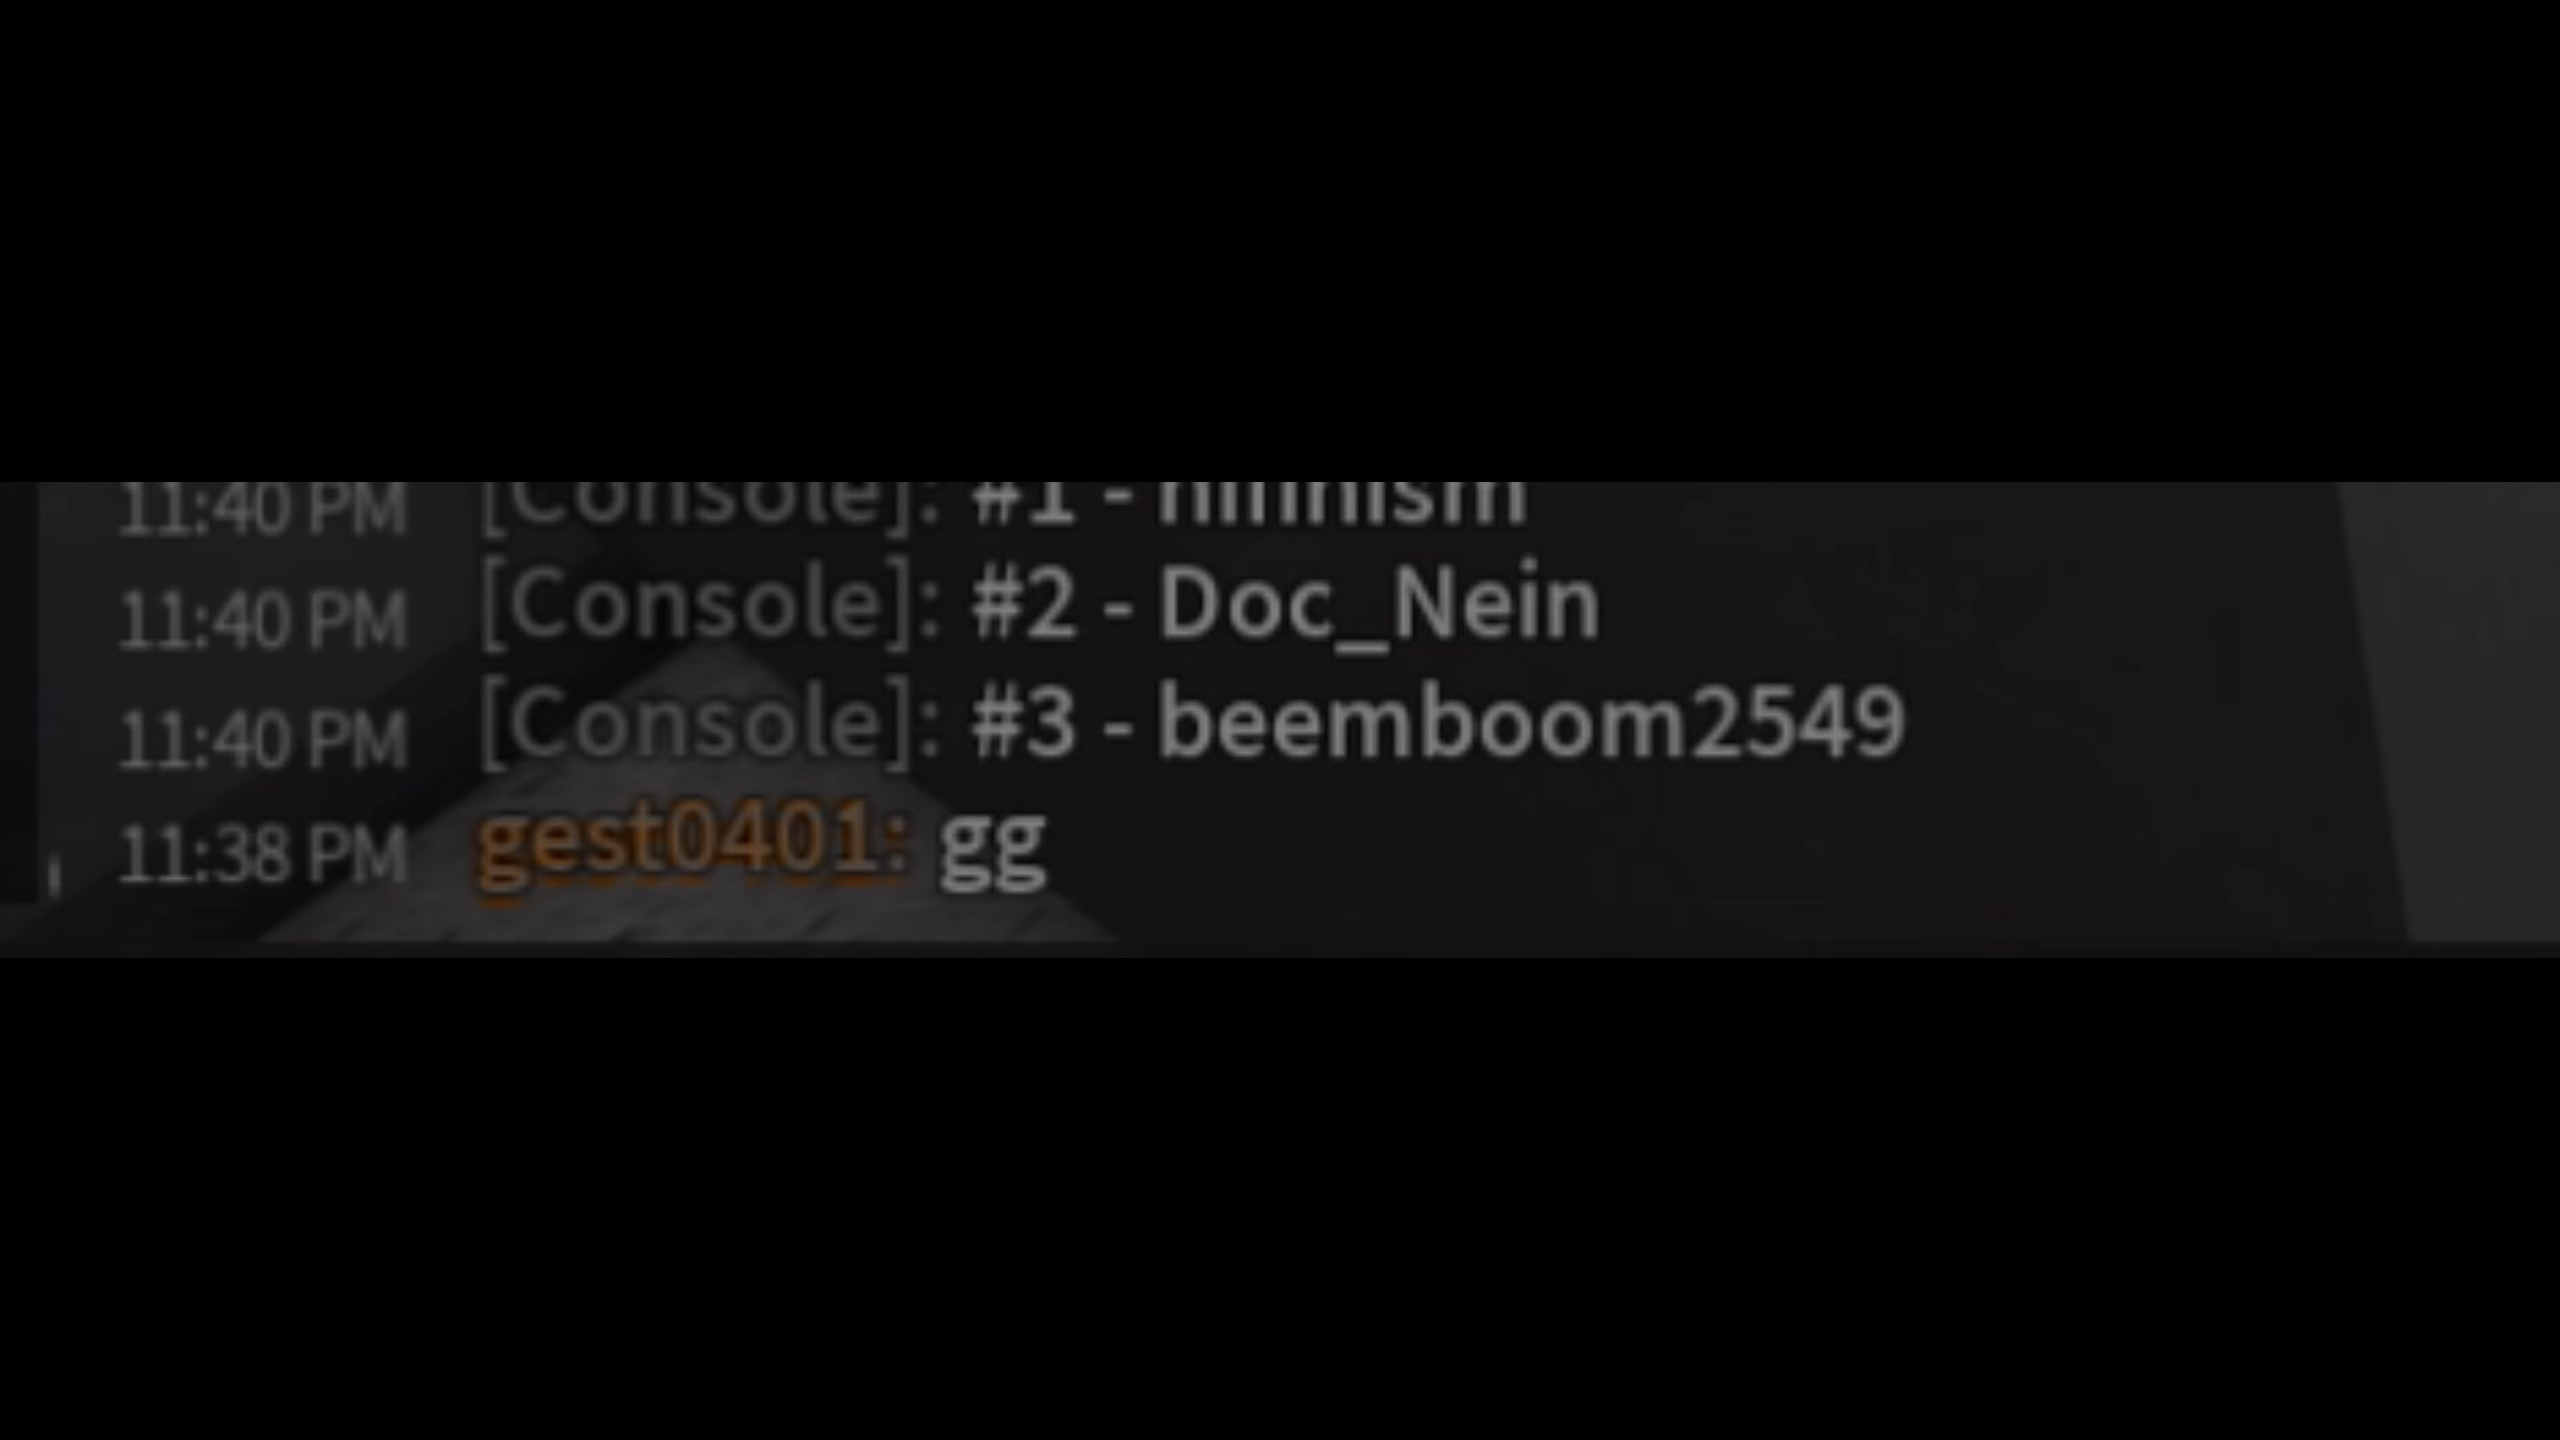 11:40 PM [Console]: #1 -
11:40 PM [Console]: #2 - Doc_Nein
11:40 PM [Console]: #3 - beemboom2549
11:38 PM gest0401: gg